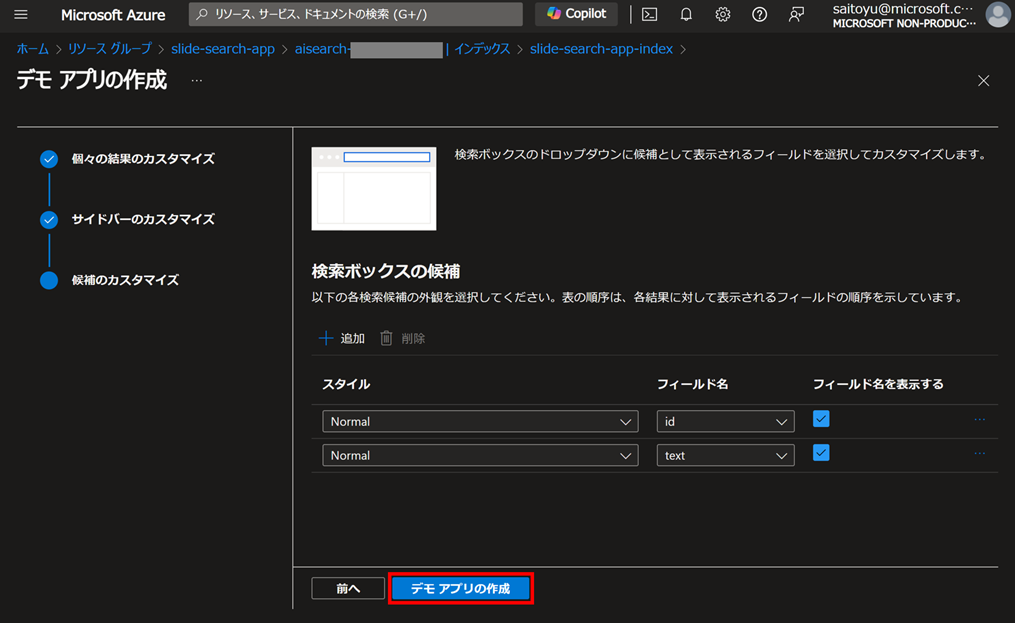 Microsoft Azure
リソース、サービス、ドキュメントの検索 (G+/)
Copilot
saitoyu@microsoft.c…
MICROSOFT NON-PRODUC…
ホーム > リソース グループ > slide-search-app > aisearch- | インデックス > slide-search-app-index >
デモ アプリの作成 …
個々の結果のカスタマイズ
サイドバーのカスタマイズ
候補のカスタマイズ
検索ボックスのドロップダウンに候補として表示されるフィールドを選択してカスタマイズします。
検索ボックスの候補
以下の各検索候補の外観を選択してください。表の順序は、各結果に対して表示されるフィールドの順序を示しています。
追加 削除
スタイル フィールド名 フィールド名を表示する
Normal id …
Normal text …
前へ デモ アプリの作成